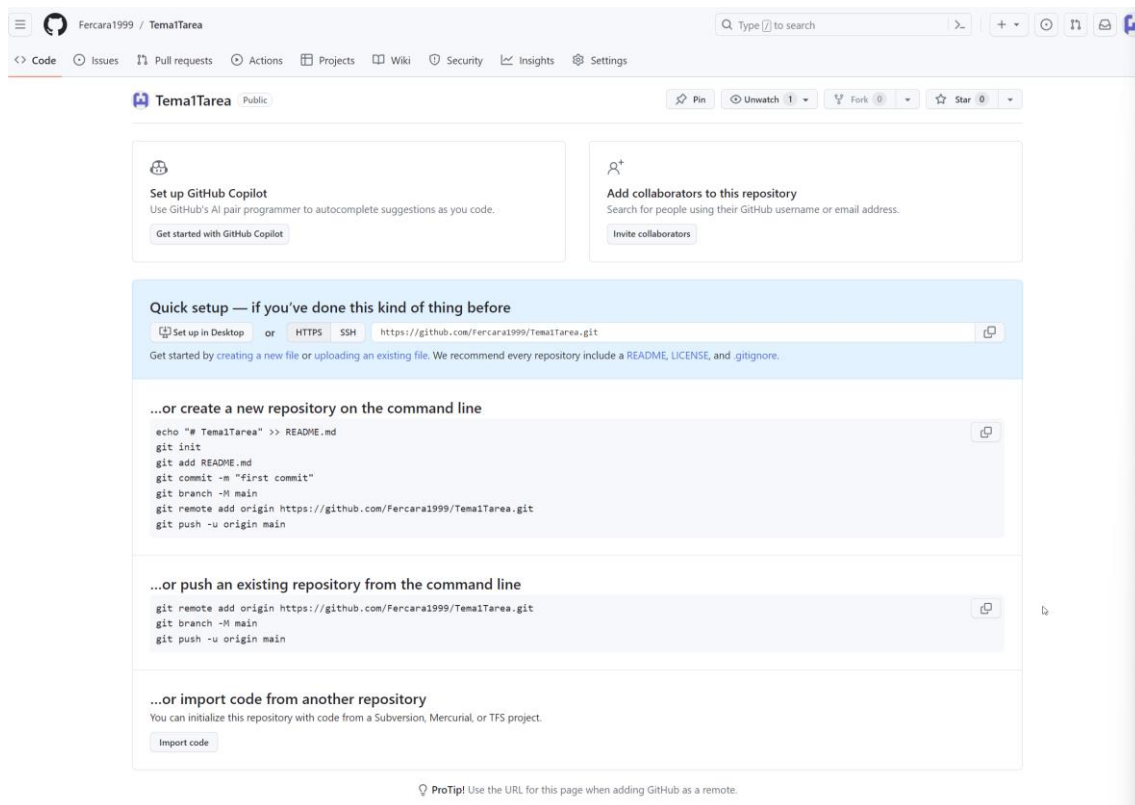 Fercara1999 / Tema1Tarea
Type / to search
Code Issues Pull requests Actions Projects Wiki Security Insights Settings
Tema1Tarea Public
Pin Unwatch 1 Fork 0 Star 0
Set up GitHub Copilot
Use GitHub's AI pair programmer to autocomplete suggestions as you code.
Get started with GitHub Copilot
Add collaborators to this repository
Search for people using their GitHub username or email address.
Invite collaborators
Quick setup — if you've done this kind of thing before
Set up in Desktop or HTTPS SSH https://github.com/Fercara1999/Tema1Tarea.git
Get started by creating a new file or uploading an existing file. We recommend every repository include a README, LICENSE, and .gitignore.
...or create a new repository on the command line
echo "# Tema1Tarea" >> README.md
git init
git add README.md
git commit -m "first commit"
git branch -M main
git remote add origin https://github.com/Fercara1999/Tema1Tarea.git
git push -u origin main
...or push an existing repository from the command line
git remote add origin https://github.com/Fercara1999/Tema1Tarea.git
git branch -M main
git push -u origin main
...or import code from another repository
You can initialize this repository with code from a Subversion, Mercurial, or TFS project.
Import code
ProTip! Use the URL for this page when adding GitHub as a remote.